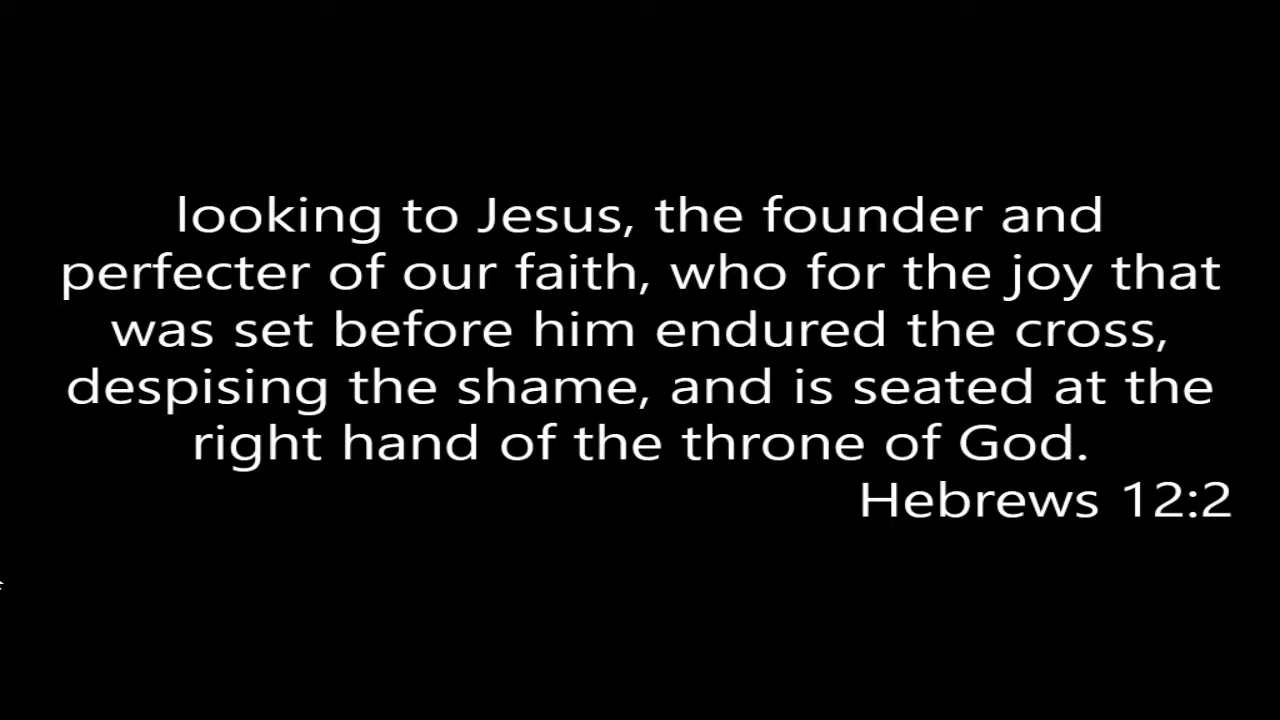 looking to Jesus, the founder and
perfecter of our faith, who for the joy that
was set before him endured the cross,
despising the shame, and is seated at the
right hand of the throne of God.
Hebrews 12:2